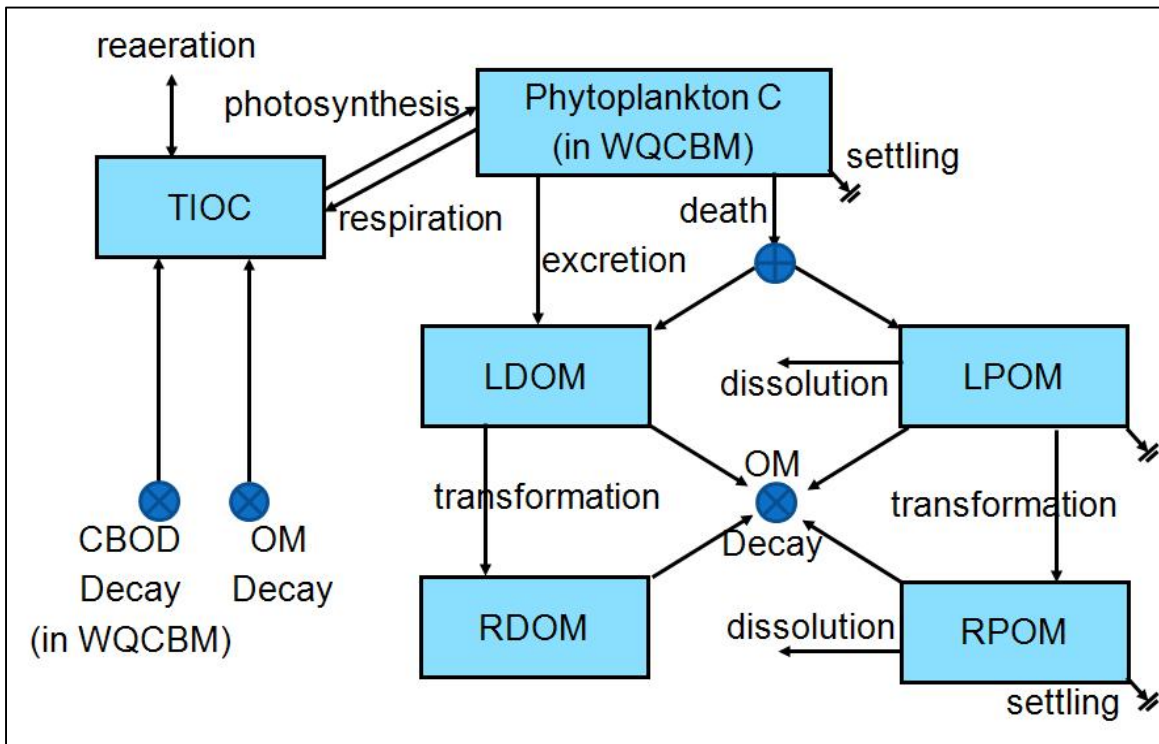 reaeration
photosynthesis
Phytoplankton C
(in WQCBM)
settling
TIOC
respiration
death
excretion
LDOM
dissolution
LPOM
OM
Decay
transformation
transformation
CBOD
Decay
(in WQCBM)
OM
Decay
RDOM
dissolution
RPOM
settling